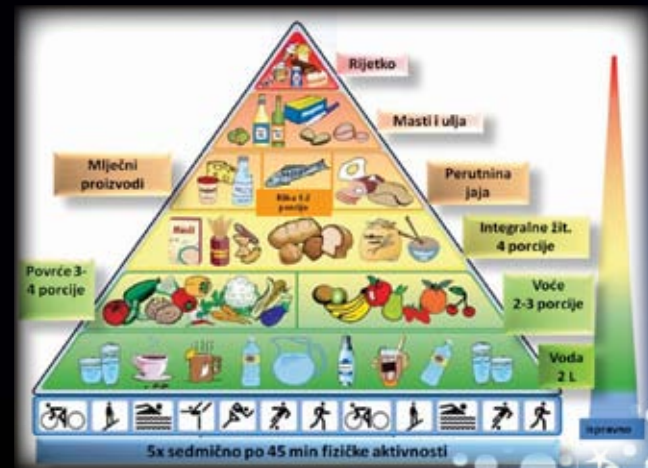 Rijetko
Masti i ulja
Mlječni
proizvodi
Riba 1-2
porcije
Perutnina
jaja
Integralne žit.
4 porcije
Povrće 3-
4 porcije
Voće
2-3 porcije
Voda
2 L
ispravno
5x sedmično po 45 min fizičke aktivnosti